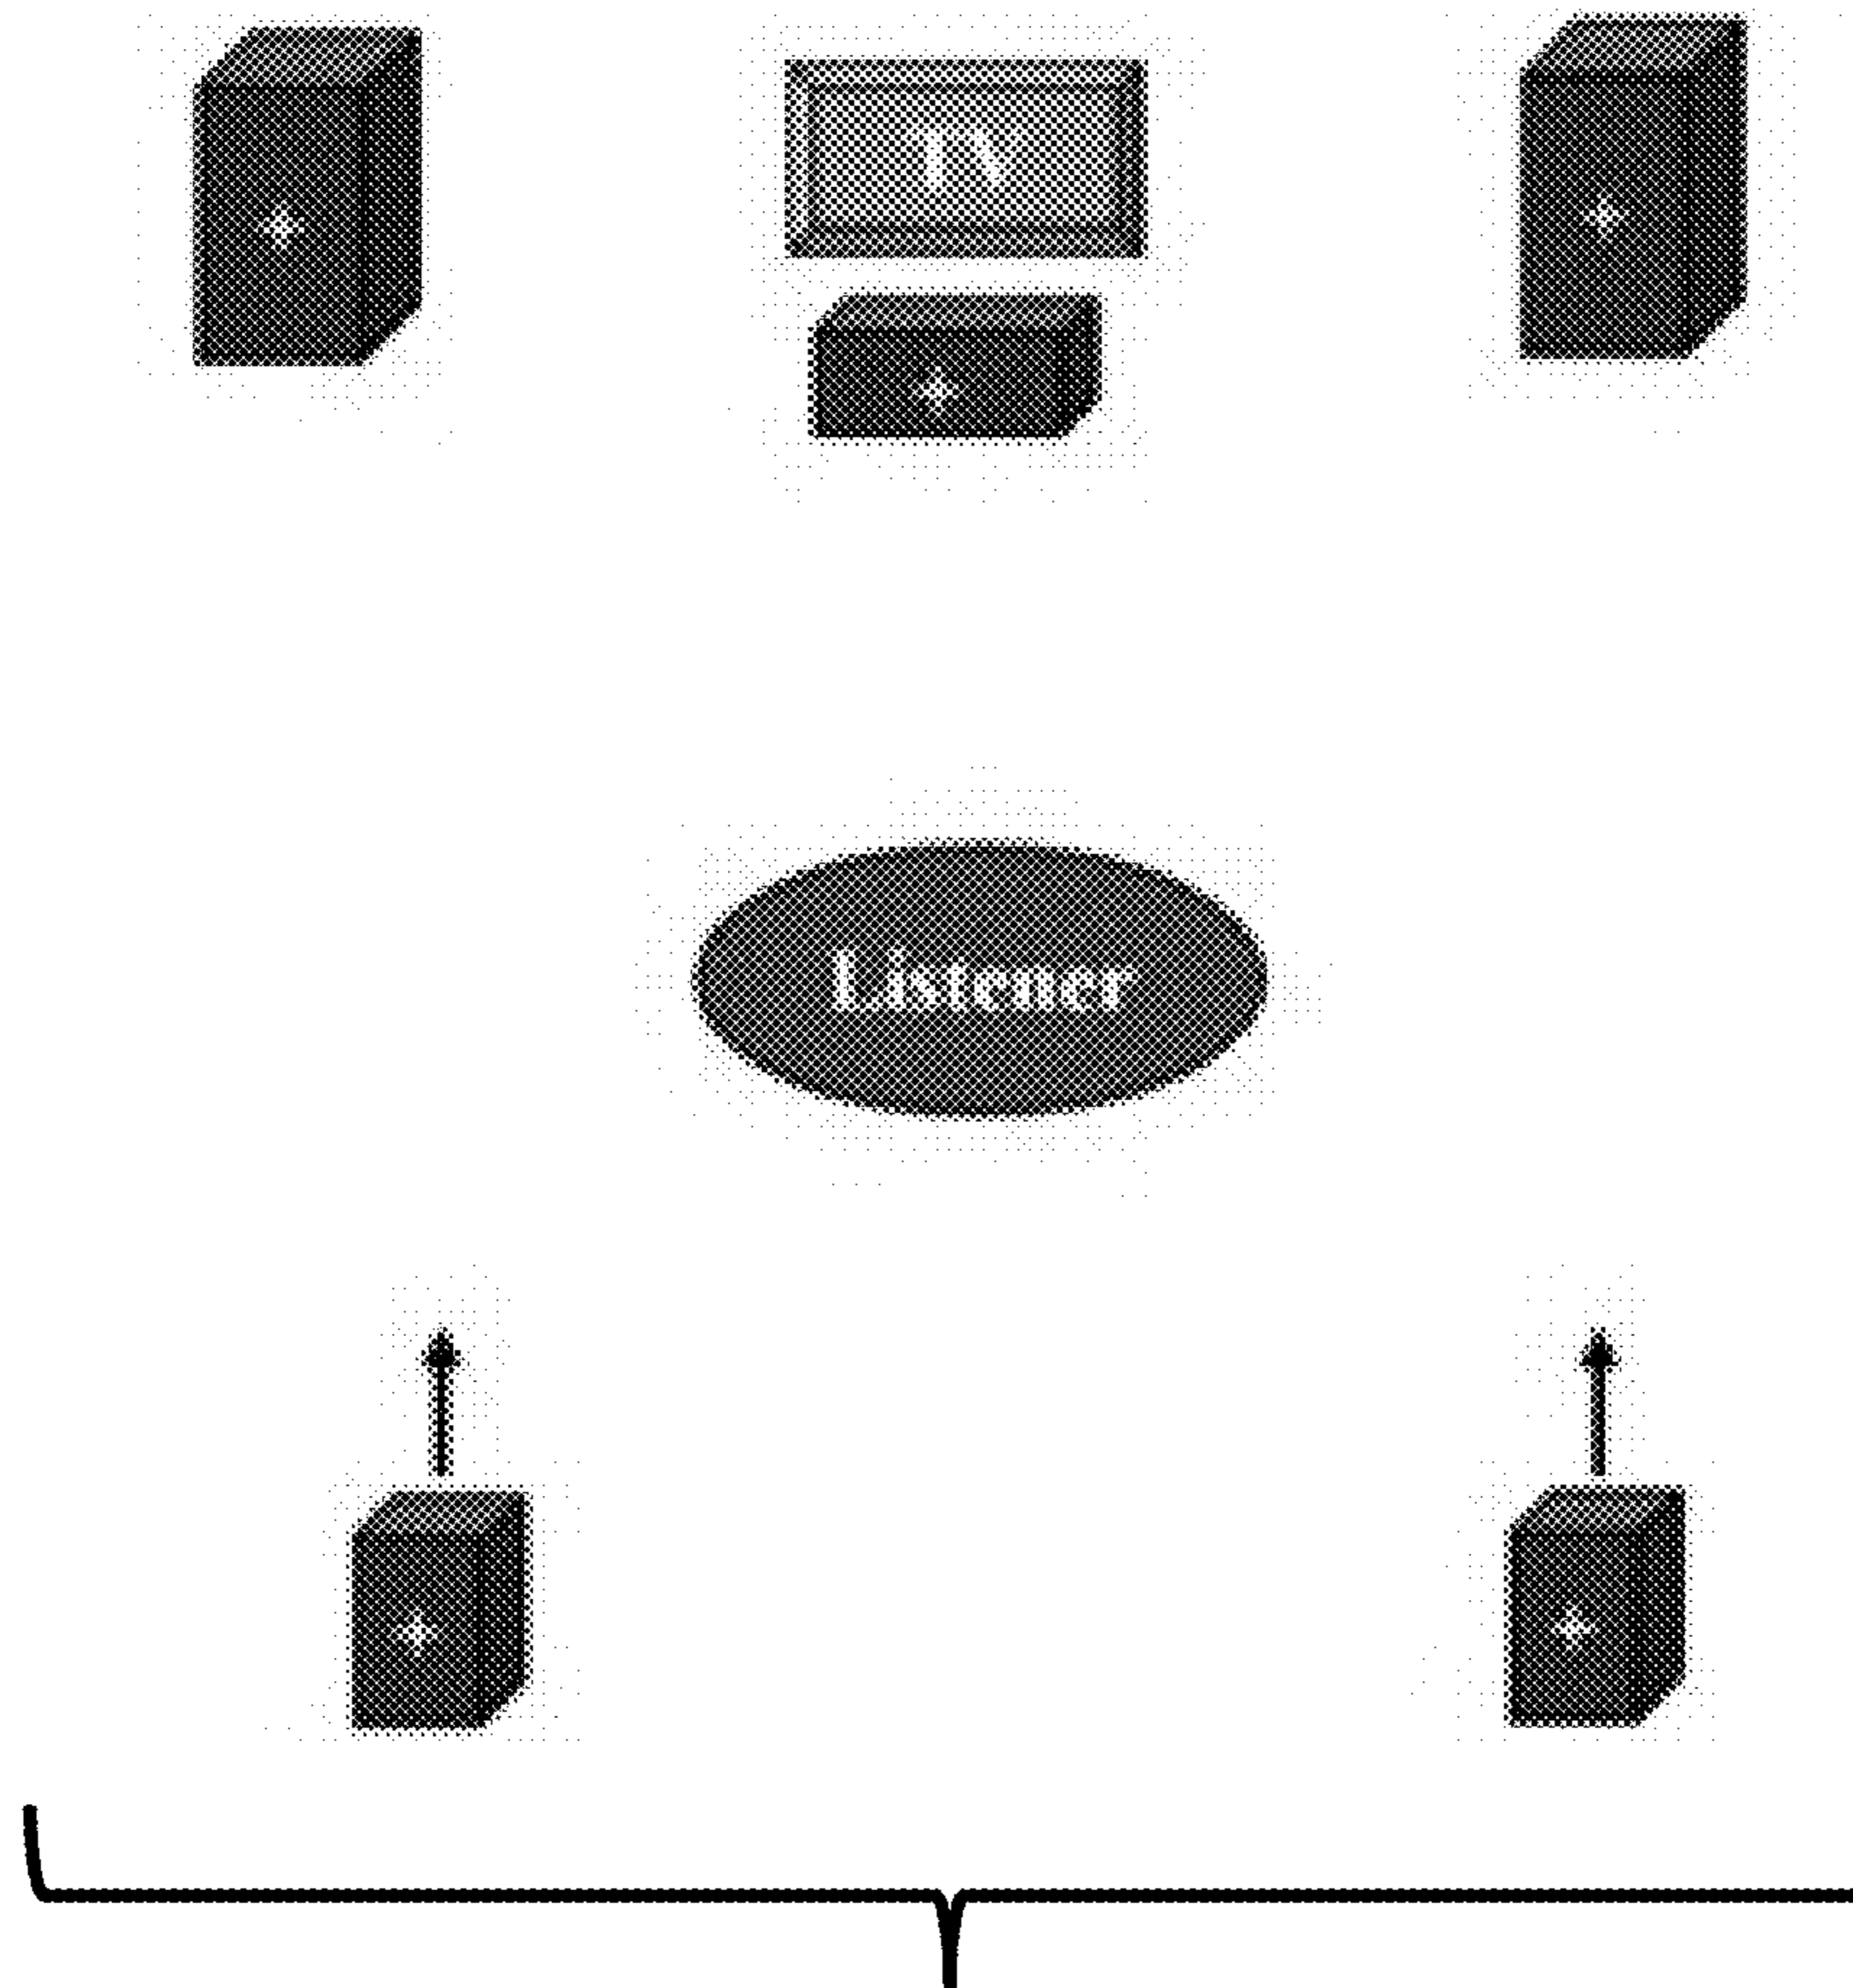 TV
+
+
+
Listener
+
+